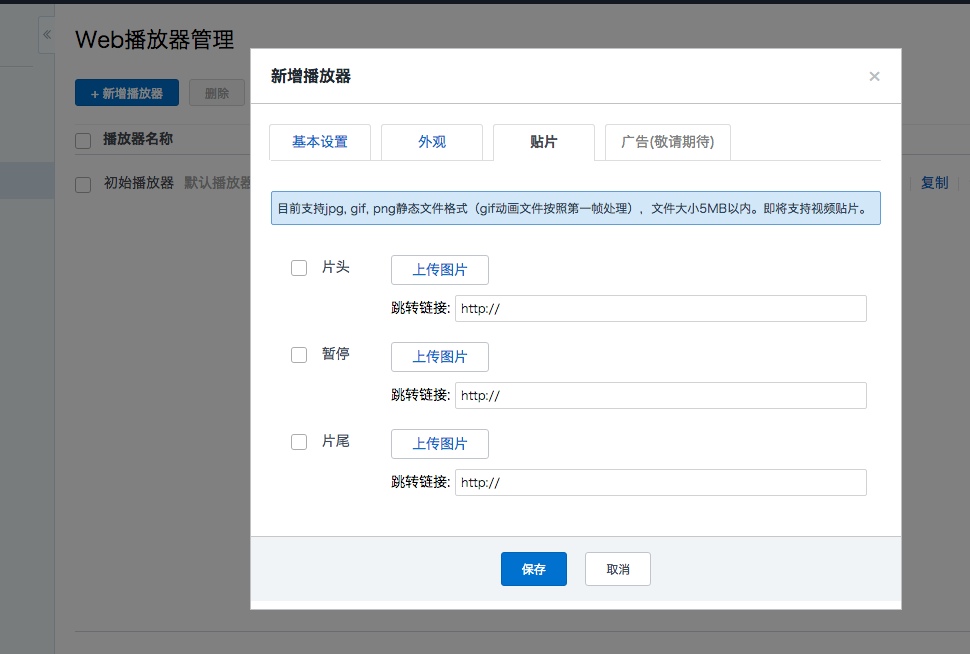 «
Web播放器管理
+ 新增播放器
删除
播放器名称
初始播放器 默认播放器
复制
新增播放器
×
基本设置
外观
贴片
广告(敬请期待)
目前支持jpg, gif, png静态文件格式（gif动画文件按照第一帧处理），文件大小5MB以内。即将支持视频贴片。
片头
上传图片
跳转链接: http://
暂停
上传图片
跳转链接: http://
片尾
上传图片
跳转链接: http://
保存
取消